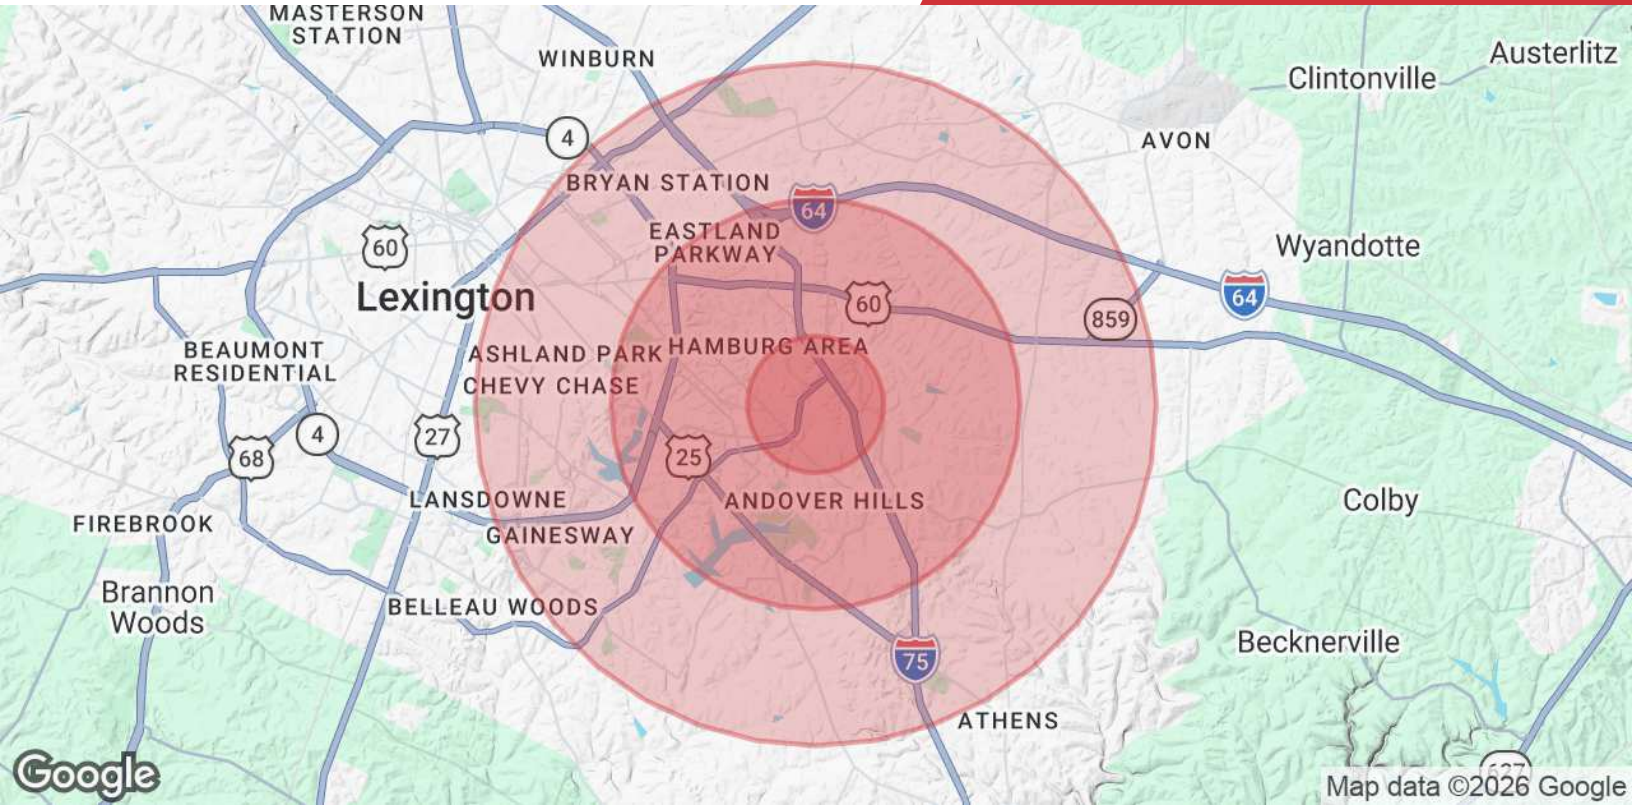 MASTERSON
STATION
WINBURN
Austerlitz
Clintonville
4
AVON
BRYAN STATION
64
EASTLAND
PARKWAY
60
Wyandotte
Lexington
60
64
859
BEAUMONT
RESIDENTIAL
ASHLAND PARK
HAMBURG AREA
CHEVY CHASE
4
27
68
25
LANSDOWNE
ANDOVER HILLS
Colby
FIREBROOK
GAINESWAY
Brannon
Woods
BELLEAU WOODS
Becknerville
75
ATHENS
627
Google
Map data ©2026 Google